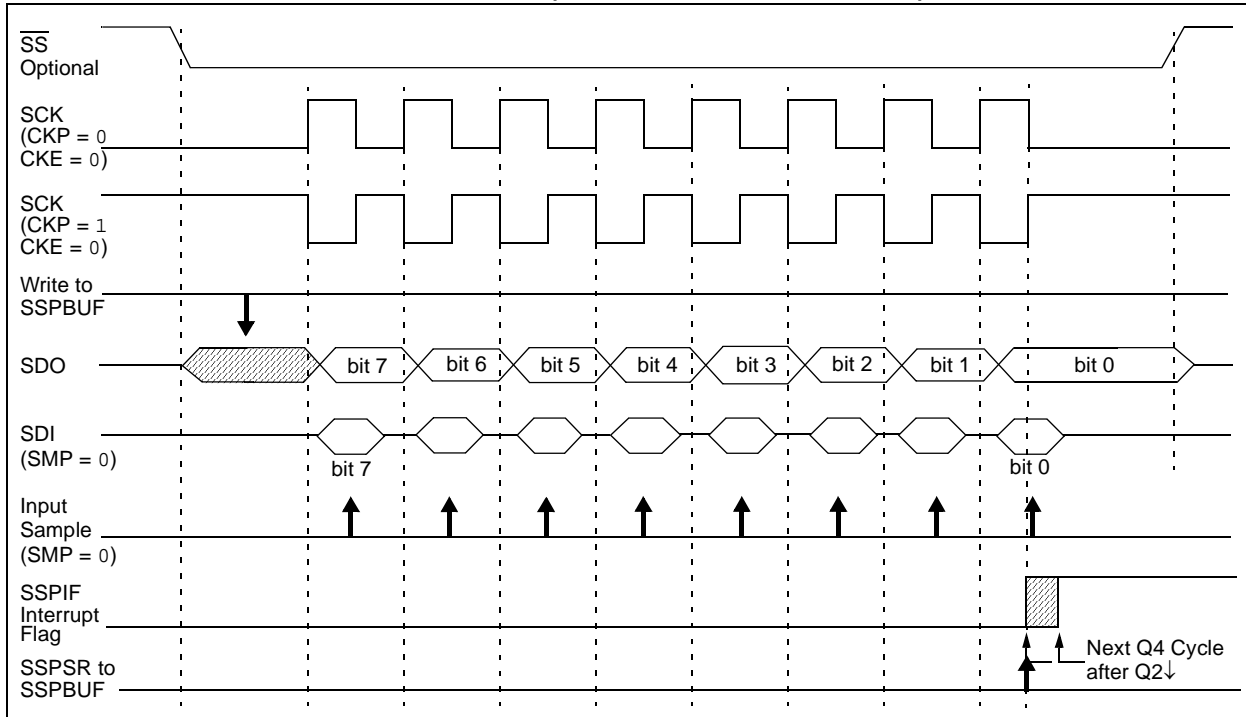 SS
Optional
SCK
(CKP = 0
CKE = 0)
SCK
(CKP = 1
CKE = 0)
Write to
SSPBUF
SDO
bit 7
bit 6
bit 5
bit 4
bit 3
bit 2
bit 1
bit 0
SDI
(SMP = 0)
bit 7
bit 0
Input
Sample
(SMP = 0)
SSPIF
Interrupt
Flag
Next Q4 Cycle
after Q2↓
SSPSR to
SSPBUF